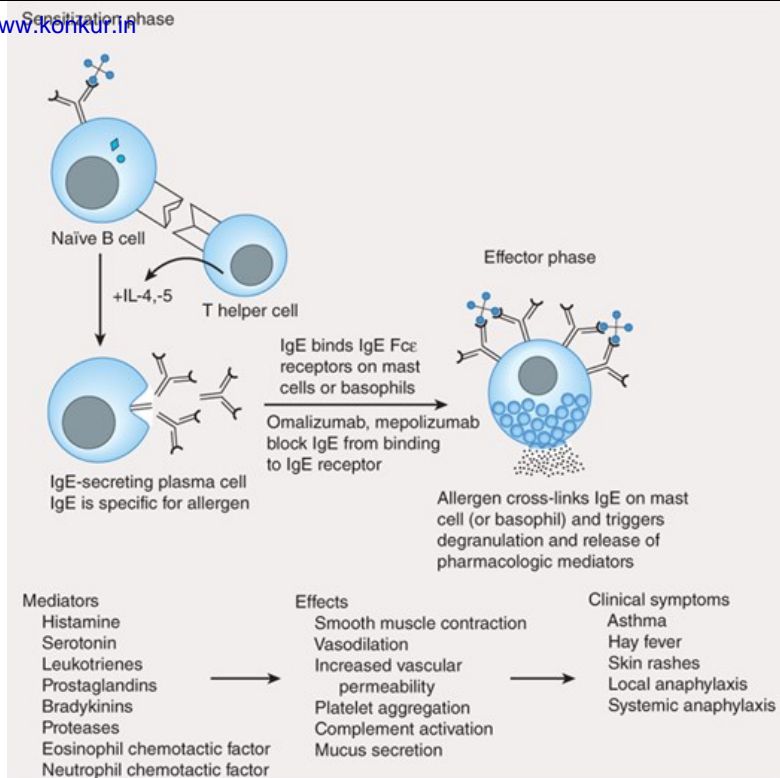 Sensitization phase
www.konkur.in
Naïve B cell
+IL-4,-5
T helper cell
IgE-secreting plasma cell
IgE is specific for allergen
IgE binds IgE Fcε
receptors on mast
cells or basophils
Omalizumab, mepolizumab
block IgE from binding
to IgE receptor
Effector phase
Allergen cross-links IgE on mast
cell (or basophil) and triggers
degranulation and release of
pharmacologic mediators
Mediators
Histamine
Serotonin
Leukotrienes
Prostaglandins
Bradykinins
Proteases
Eosinophil chemotactic factor
Neutrophil chemotactic factor
Effects
Smooth muscle contraction
Vasodilation
Increased vascular
permeability
Platelet aggregation
Complement activation
Mucus secretion
Clinical symptoms
Asthma
Hay fever
Skin rashes
Local anaphylaxis
Systemic anaphylaxis